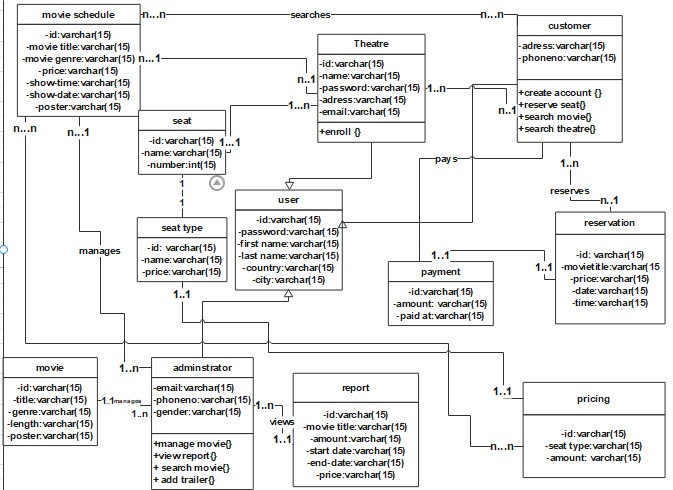 movie schedule
-id:varchar(15)
-movie title:varchar(15)
-movie genre:varchar(15)
-price:varchar(15)
-show-time:varchar(15)
-show-date:varchar(15)
-poster:varchar(15)
n...n
searches
n...n
customer
-adress:varchar(15)
-phoneno:varchar(15)
+create account {}
+reserve seat{}
+search movie{}
+search theatre{}
Theatre
-id:varchar(15)
-name:varchar(15)
-password:varchar(15)
-adress:varchar(15)
-email:varchar(15)
+enroll {}
n...1
n..1
1...n
1..n
n..1
n...n
n...1
seat
-id:varchar(15)
-name:varchar(15)
-number:int(15)
1...1
1
1
pays
1..n
reserves
n..1
user
-id:varchar(15)
-password:varchar(15)
-first name:varchar(15)
-last name:varchar(15)
-country:varchar(15)
-city:varchar(15)
seat type
-id: varchar(15)
-name:varchar(15)
-price:varchar(15)
reservation
-id: varchar(15)
-movietitle:varchar(15
-price:varchar(15)
-date:varchar(15)
-time:varchar(15)
manages
1..1
1..1
1..1
payment
-id:varchar(15)
-amount: varchar(15)
-paid at:varchar(15)
movie
-id:varchar(15)
-title:varchar(15)
-genre:varchar(15)
-length:varchar(15)
-poster:varchar(15)
1..n
1..1
manages
1..n
adminstrator
-email:varchar(15)
-phoneno:varchar(15)
-gender:varchar(15)
+manage movie{}
+view report{}
+ search movie{}
+ add trailer{}
1..n
views
1..1
report
-id:varchar(15)
-movie title:varchar(15)
-amount:varchar(15)
-start date:varchar(15)
-end-date:varchar(15)
-price:varchar(15)
1..1
n...n
pricing
-id:varchar(15)
-seat type:varchar(15)
-amount: varchar(15)